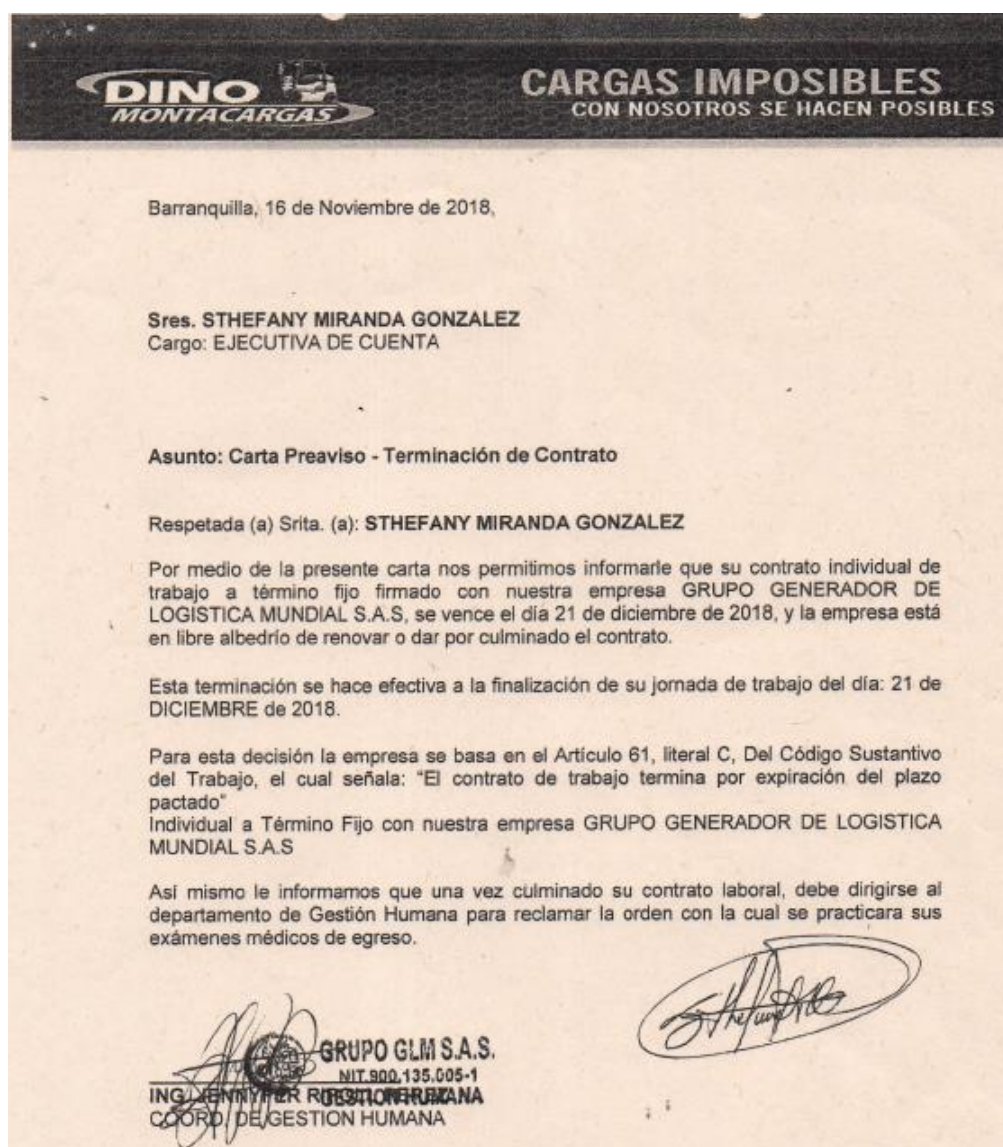 DINO
MONTACARGAS
CARGAS IMPOSIBLES
CON NOSOTROS SE HACEN POSIBLES
Barranquilla, 16 de Noviembre de 2018,
Sres. STHEFANY MIRANDA GONZALEZ
Cargo: EJECUTIVA DE CUENTA
Asunto: Carta Preaviso - Terminación de Contrato
Respetada (a) Srita. (a): STHEFANY MIRANDA GONZALEZ
Por medio de la presente carta nos permitimos informarle que su contrato individual de
trabajo a término fijo firmado con nuestra empresa GRUPO GENERADOR DE
LOGISTICA MUNDIAL S.A.S, se vence el día 21 de diciembre de 2018, y la empresa está
en libre albedrío de renovar o dar por culminado el contrato.
Esta terminación se hace efectiva a la finalización de su jornada de trabajo del día: 21 de
DICIEMBRE de 2018.
Para esta decisión la empresa se basa en el Artículo 61, literal C, Del Código Sustantivo
del Trabajo, el cual señala: "El contrato de trabajo termina por expiración del plazo
pactado"
Individual a Término Fijo con nuestra empresa GRUPO GENERADOR DE LOGISTICA
MUNDIAL S.A.S
Así mismo le informamos que una vez culminado su contrato laboral, debe dirigirse al
departamento de Gestión Humana para reclamar la orden con la cual se practicara sus
exámenes médicos de egreso.
GRUPO GLM S.A.S.
NIT.900.135.005-1
GESTION HUMANA
ING. JENNYFER
COORD. DE GESTION HUMANA